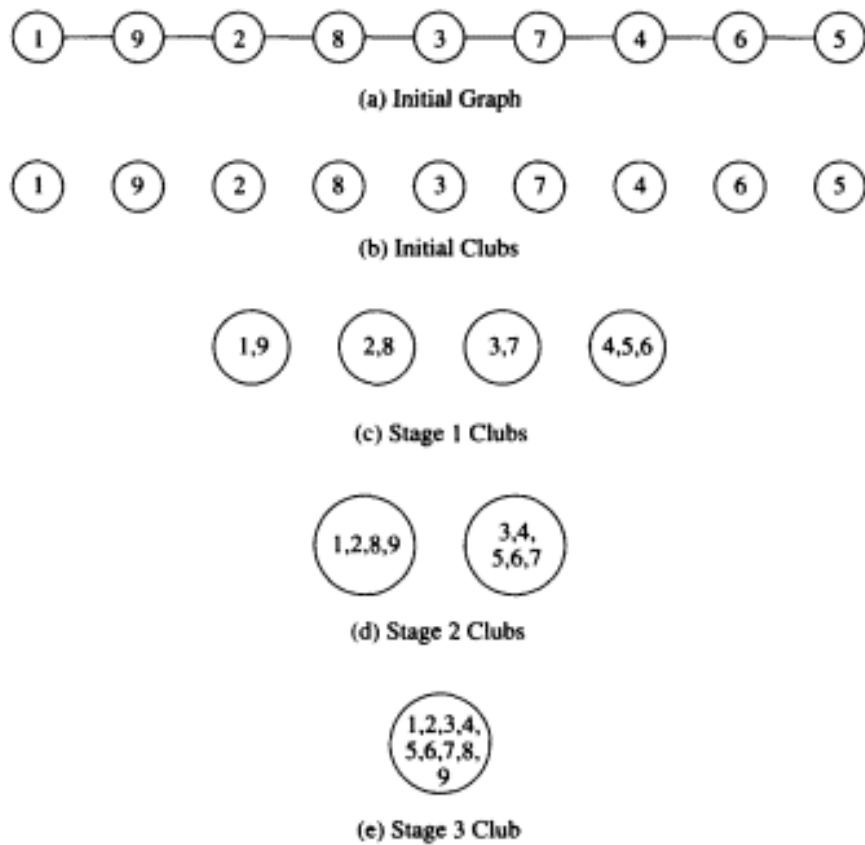 1 9 2 8 3 7 4 6 5
(a) Initial Graph
1 9 2 8 3 7 4 6 5
(b) Initial Clubs
1,9 2,8 3,7 4,5,6
(c) Stage 1 Clubs
1,2,8,9
3,4,
5,6,7
(d) Stage 2 Clubs
1,2,3,4,
5,6,7,8,
9
(e) Stage 3 Club